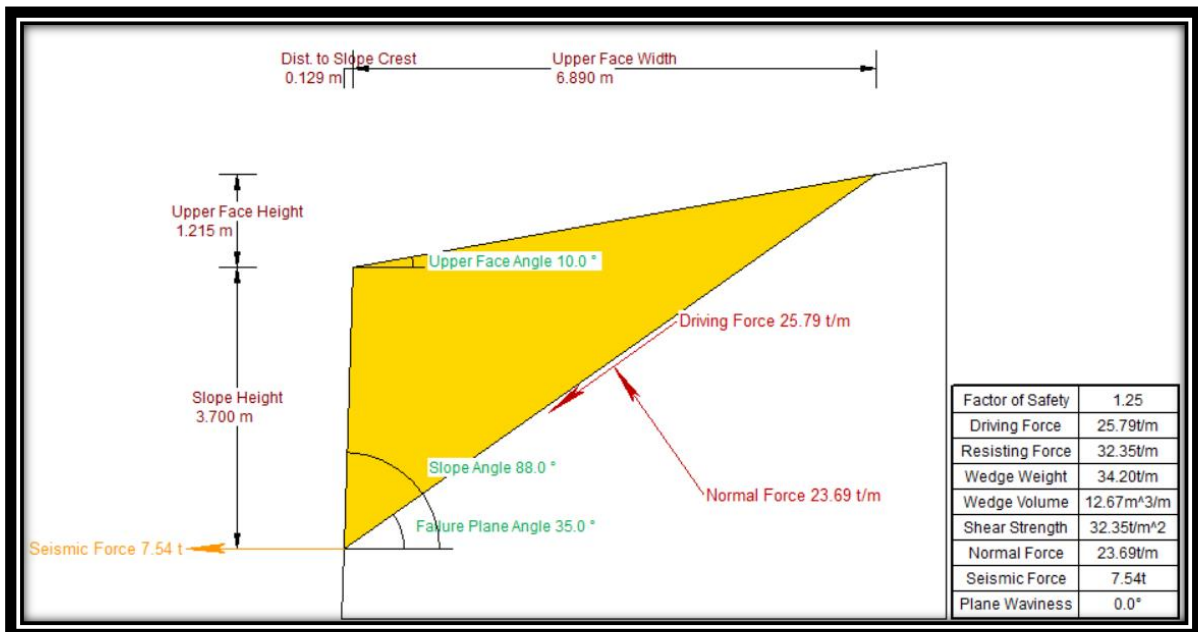 Dist. to Slope Crest
0.129 m
Upper Face Width
6.890 m
Upper Face Height
1.215 m
Upper Face Angle 10.0 °
Driving Force 25.79 t/m
Slope Height
3.700 m
Slope Angle 88.0 °
Normal Force 23.69 t/m
Failure Plane Angle 35.0 °
Seismic Force 7.54 t
Factor of Safety 1.25
Driving Force 25.79t/m
Resisting Force 32.35t/m
Wedge Weight 34.20t/m
Wedge Volume 12.67m^3/m
Shear Strength 32.35t/m^2
Normal Force 23.69t/m
Seismic Force 7.54t
Plane Waviness 0.0°